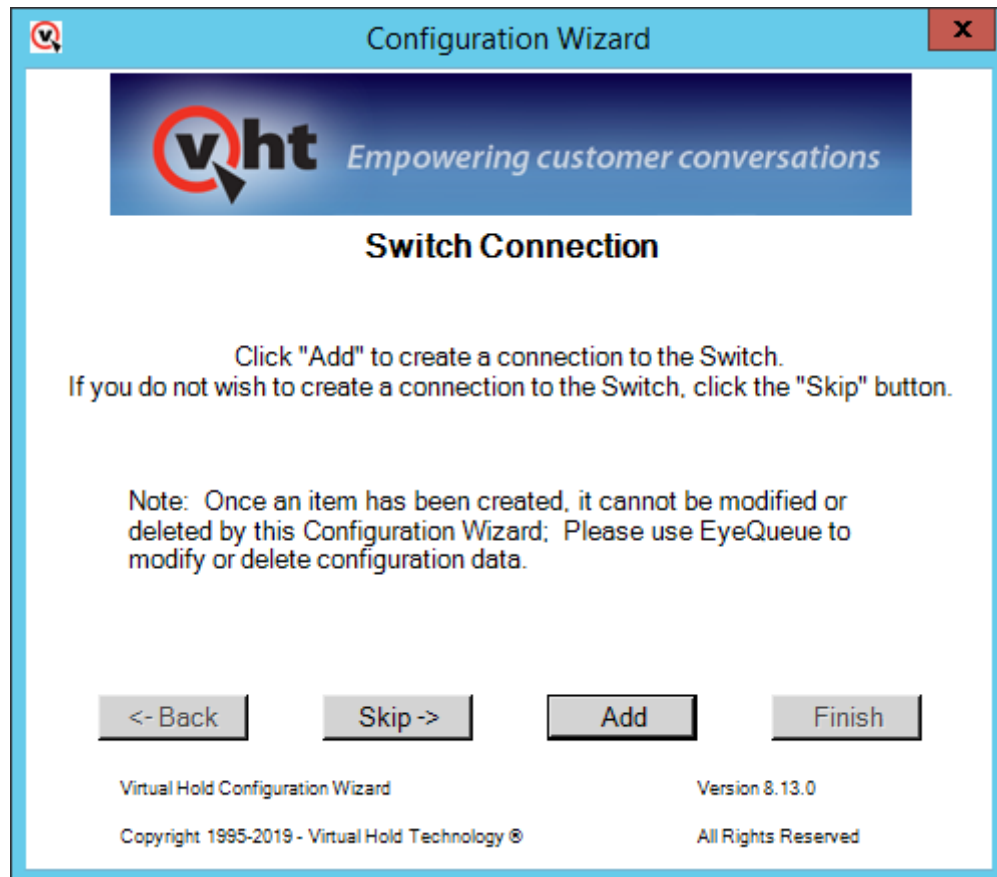 Configuration Wizard
x
vht Empowering customer conversations
Switch Connection
Click "Add" to create a connection to the Switch.
If you do not wish to create a connection to the Switch, click the "Skip" button.
Note:  Once an item has been created, it cannot be modified or
deleted by this Configuration Wizard;  Please use EyeQueue to
modify or delete configuration data.
<- Back
Skip ->
Add
Finish
Virtual Hold Configuration Wizard
Version 8.13.0
Copyright 1995-2019 - Virtual Hold Technology ®
All Rights Reserved